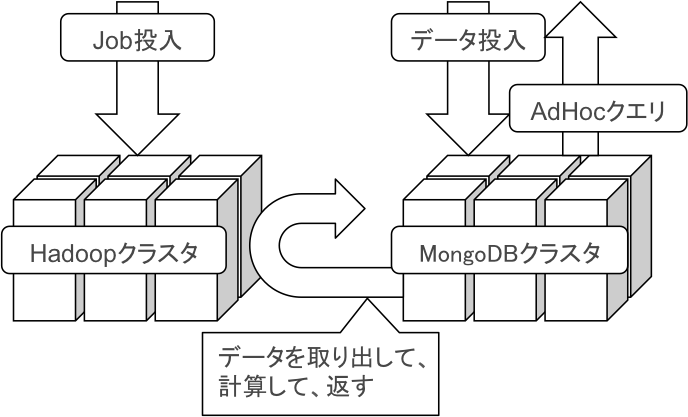 Job投入
データ投入
AdHocクエリ
Hadoopクラスタ
MongoDBクラスタ
データを取り出して、
計算して、返す